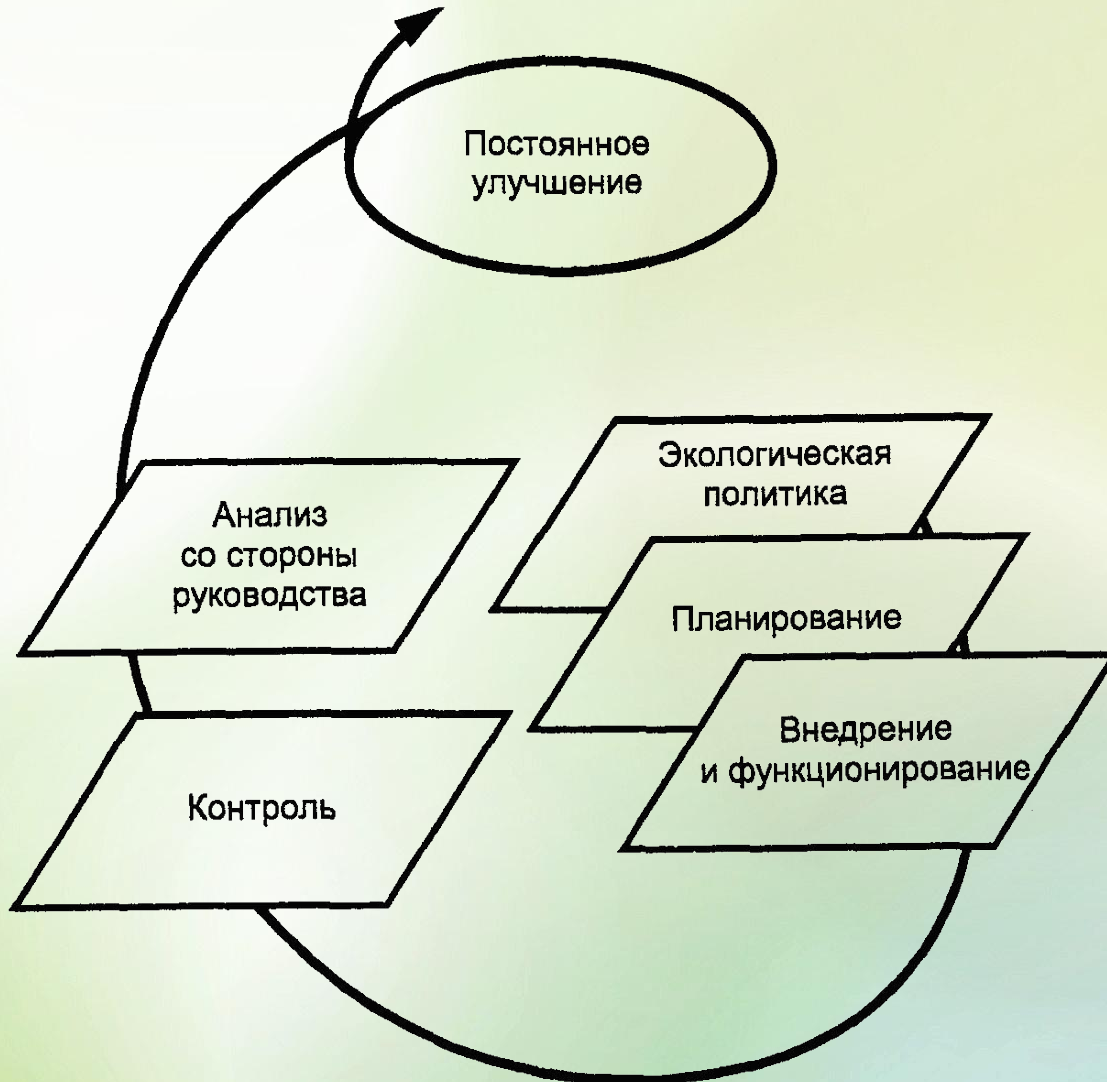 Постоянное
улучшение
Экологическая
политика
Планирование
Внедрение
и функционирование
Контроль
Анализ
со стороны
руководства